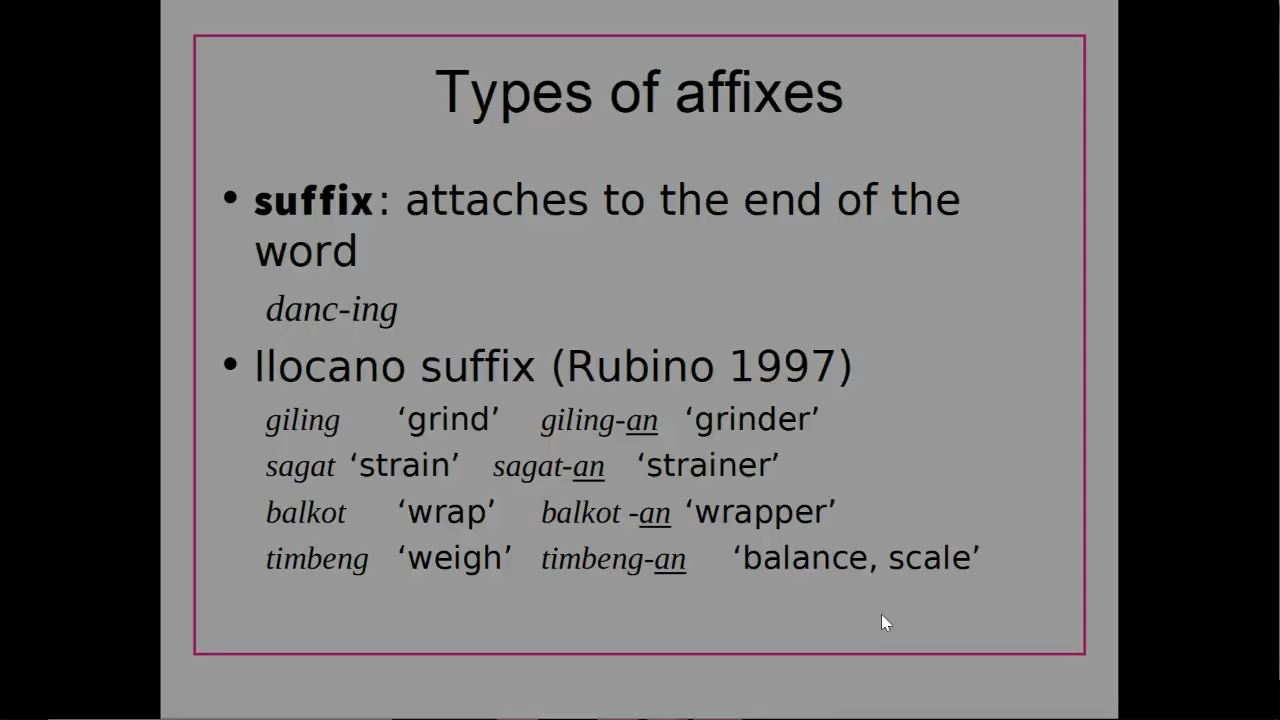 Types of affixes
• suffix: attaches to the end of the
word
danc-ing
• Ilocano suffix (Rubino 1997)
giling ‘grind’ giling-an ‘grinder’
sagat ‘strain’ sagat-an ‘strainer’
balkot ‘wrap’ balkot -an ‘wrapper’
timbeng ‘weigh’ timbeng-an ‘balance, scale’